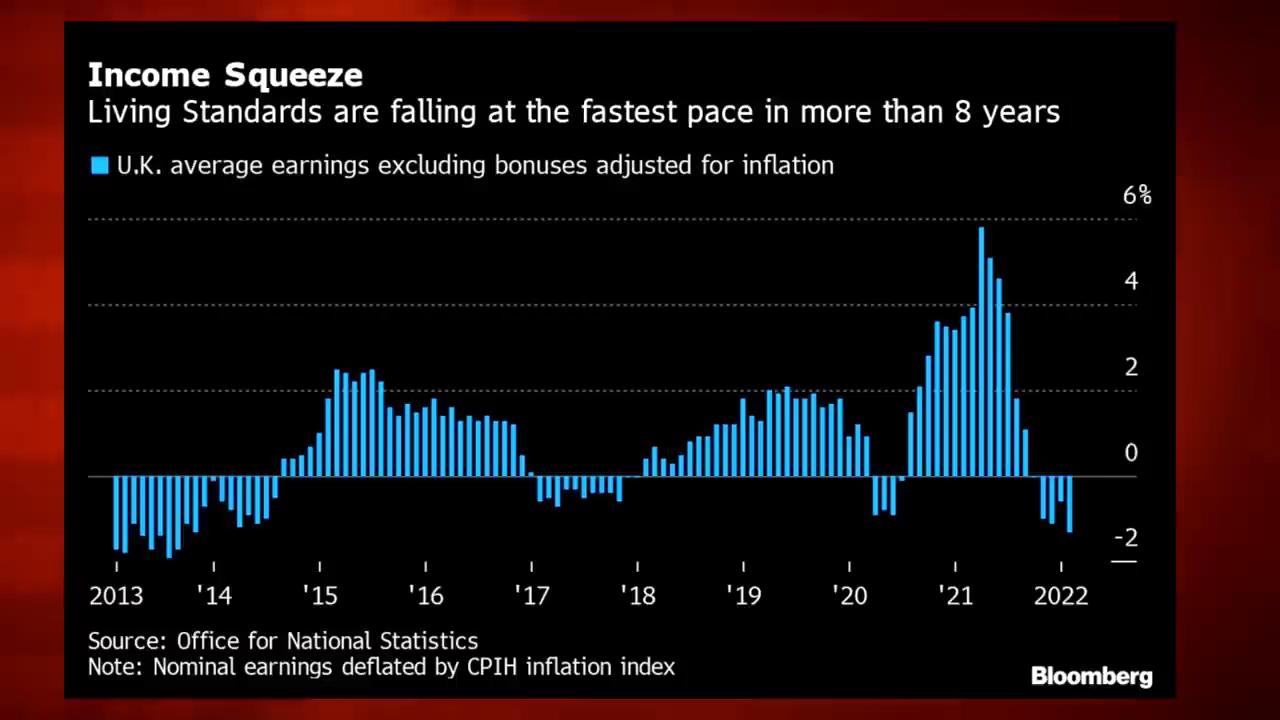 Income Squeeze
Living Standards are falling at the fastest pace in more than 8 years
U.K. average earnings excluding bonuses adjusted for inflation
6%
4
2
0
-2
2013 '14 '15 '16 '17 '18 '19 '20 '21 2022
Source: Office for National Statistics
Note: Nominal earnings deflated by CPIH inflation index
Bloomberg